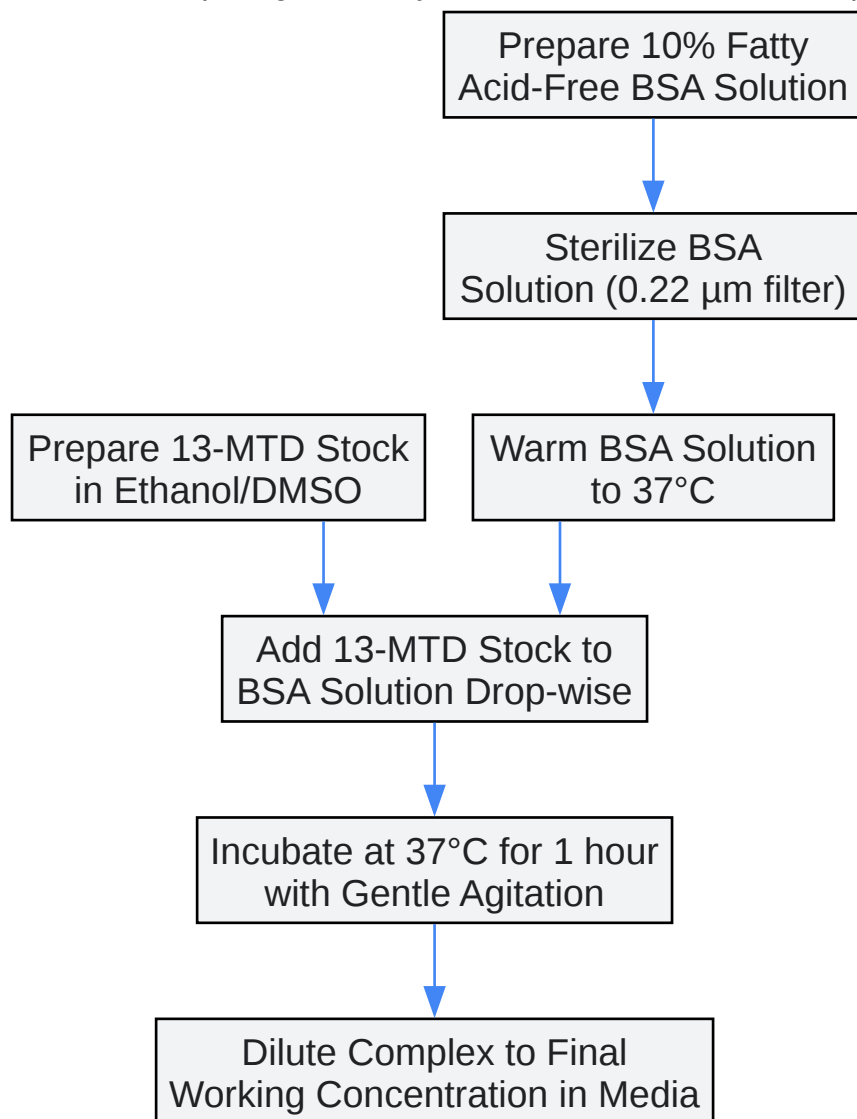 Prepare 10% Fatty
Acid-Free BSA Solution
Sterilize BSA
Solution (0.22 µm filter)
Prepare 13-MTD Stock
in Ethanol/DMSO
Warm BSA Solution
to 37°C
Add 13-MTD Stock to
BSA Solution Drop-wise
Incubate at 37°C for 1 hour
with Gentle Agitation
Dilute Complex to Final
Working Concentration in Media